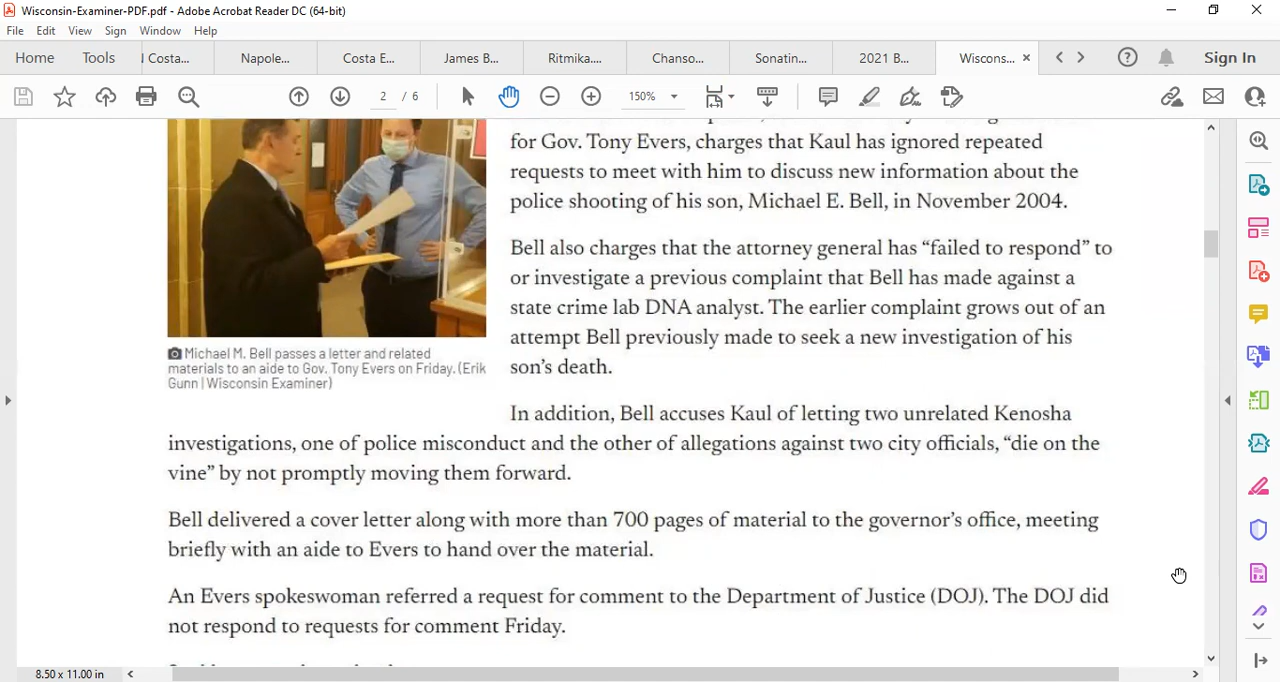 Wisconsin-Examiner-PDF.pdf - Adobe Acrobat Reader DC (64-bit)
File Edit View Sign Window Help
Home Tools l Costa... Napole... Costa E... James B... Ritmika.... Chanso... Sonatin... 2021 B... Wiscons... × Sign In
2 / 6 150%
for Gov. Tony Evers, charges that Kaul has ignored repeated
requests to meet with him to discuss new information about the
police shooting of his son, Michael E. Bell, in November 2004.
Bell also charges that the attorney general has “failed to respond” to
or investigate a previous complaint that Bell has made against a
state crime lab DNA analyst. The earlier complaint grows out of an
attempt Bell previously made to seek a new investigation of his
son’s death.
Michael M. Bell passes a letter and related
materials to an aide to Gov. Tony Evers on Friday. (Erik
Gunn | Wisconsin Examiner)
In addition, Bell accuses Kaul of letting two unrelated Kenosha
investigations, one of police misconduct and the other of allegations against two city officials, “die on the
vine” by not promptly moving them forward.
Bell delivered a cover letter along with more than 700 pages of material to the governor’s office, meeting
briefly with an aide to Evers to hand over the material.
An Evers spokeswoman referred a request for comment to the Department of Justice (DOJ). The DOJ did
not respond to requests for comment Friday.
8.50 x 11.00 in